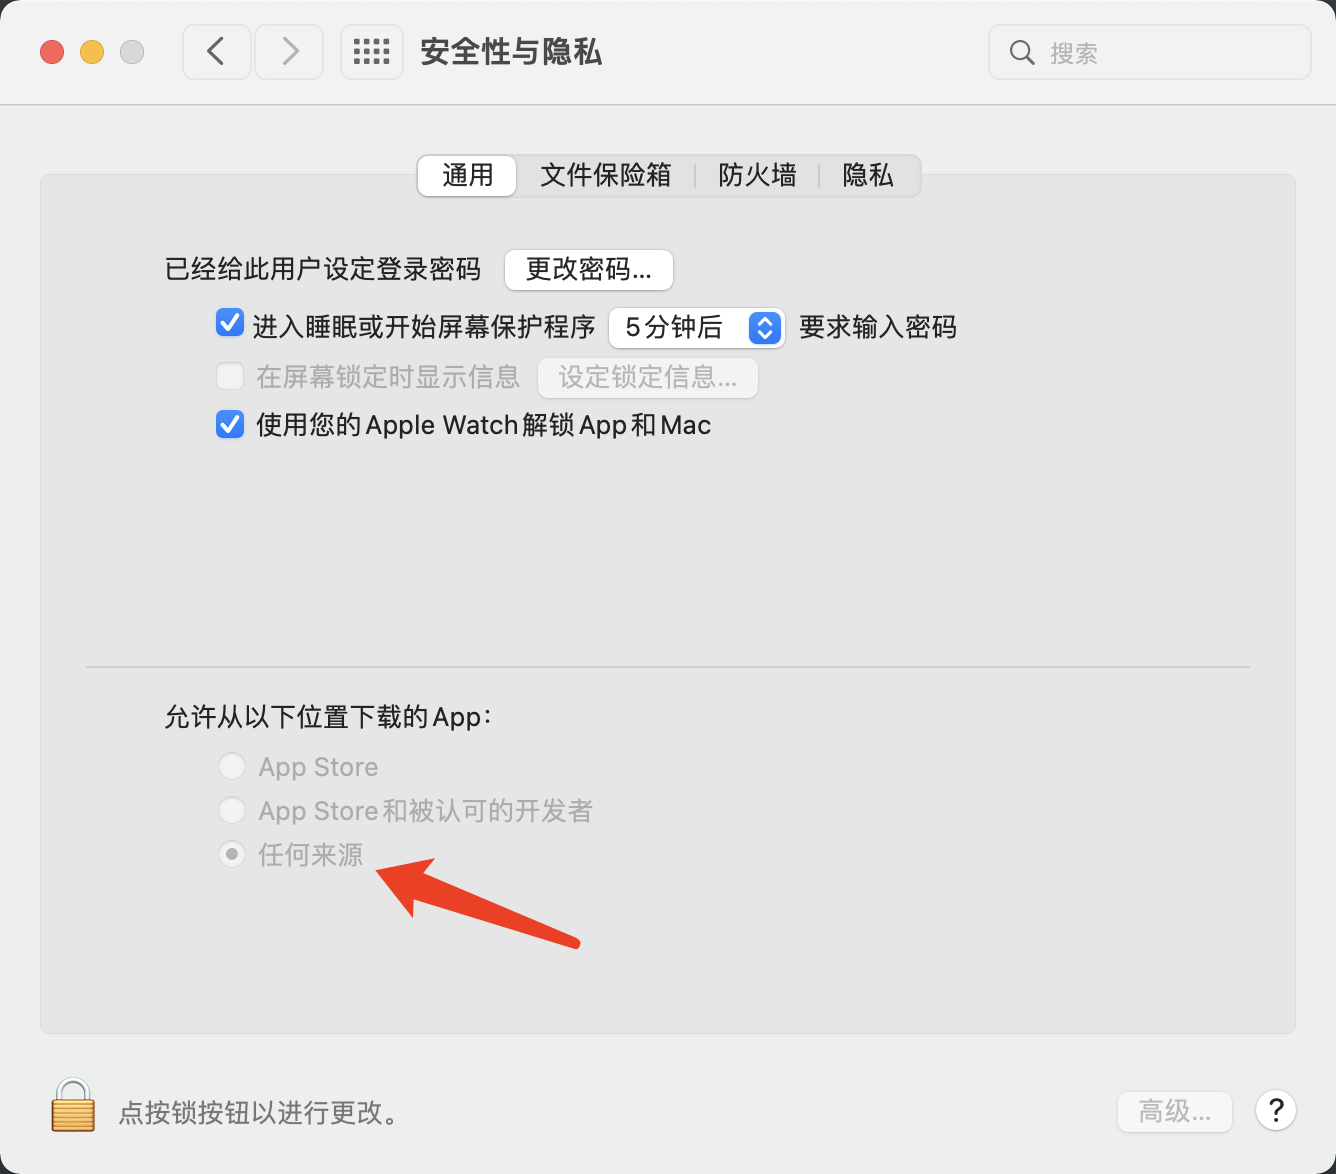 安全性与隐私
搜索
通用 文件保险箱 防火墙 隐私
已经给此用户设定登录密码 更改密码...
进入睡眠或开始屏幕保护程序 5分钟后 要求输入密码
在屏幕锁定时显示信息 设定锁定信息...
使用您的Apple Watch解锁App和Mac
允许从以下位置下载的App：
App Store
App Store和被认可的开发者
任何来源
点按锁按钮以进行更改。
高级... ?